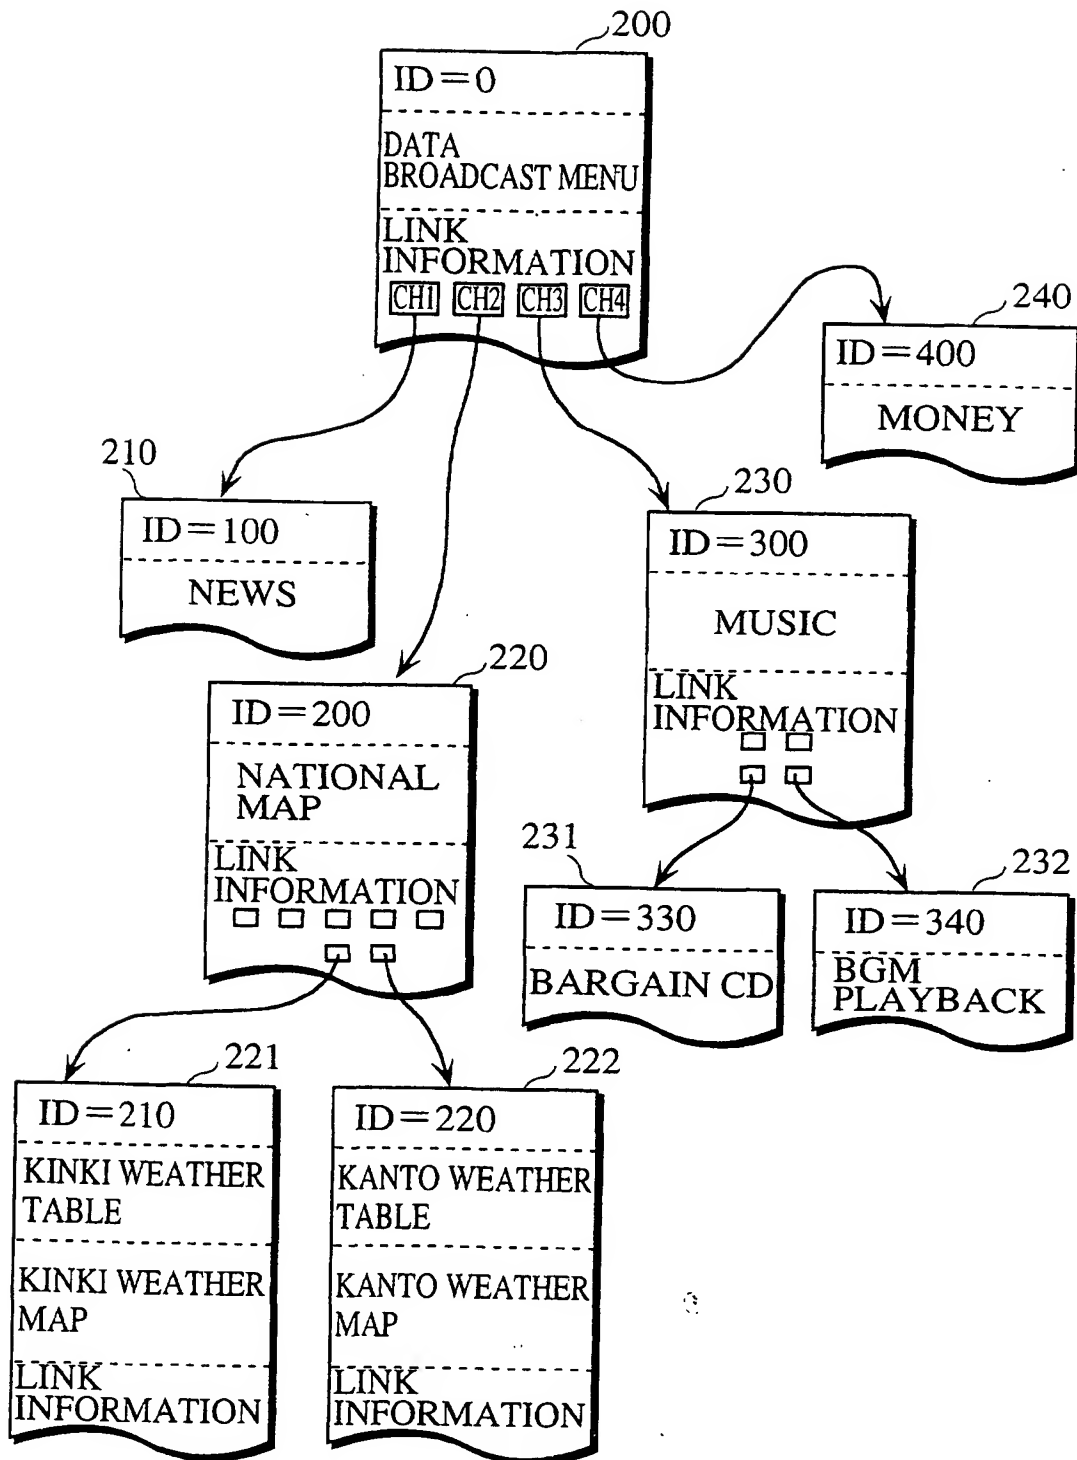 200
ID=0
DATA
BROADCAST MENU
LINK
INFORMATION
CH1 CH2 CH3 CH4
240
ID=400
MONEY
210
ID=100
NEWS
230
ID=300
MUSIC
LINK
INFORMATION
220
ID=200
NATIONAL
MAP
LINK
INFORMATION
231
ID=330
BARGAIN CD
232
ID=340
BGM
PLAYBACK
221
ID=210
KINKI WEATHER
TABLE
KINKI WEATHER
MAP
LINK
INFORMATION
222
ID=220
KANTO WEATHER
TABLE
KANTO WEATHER
MAP
LINK
INFORMATION